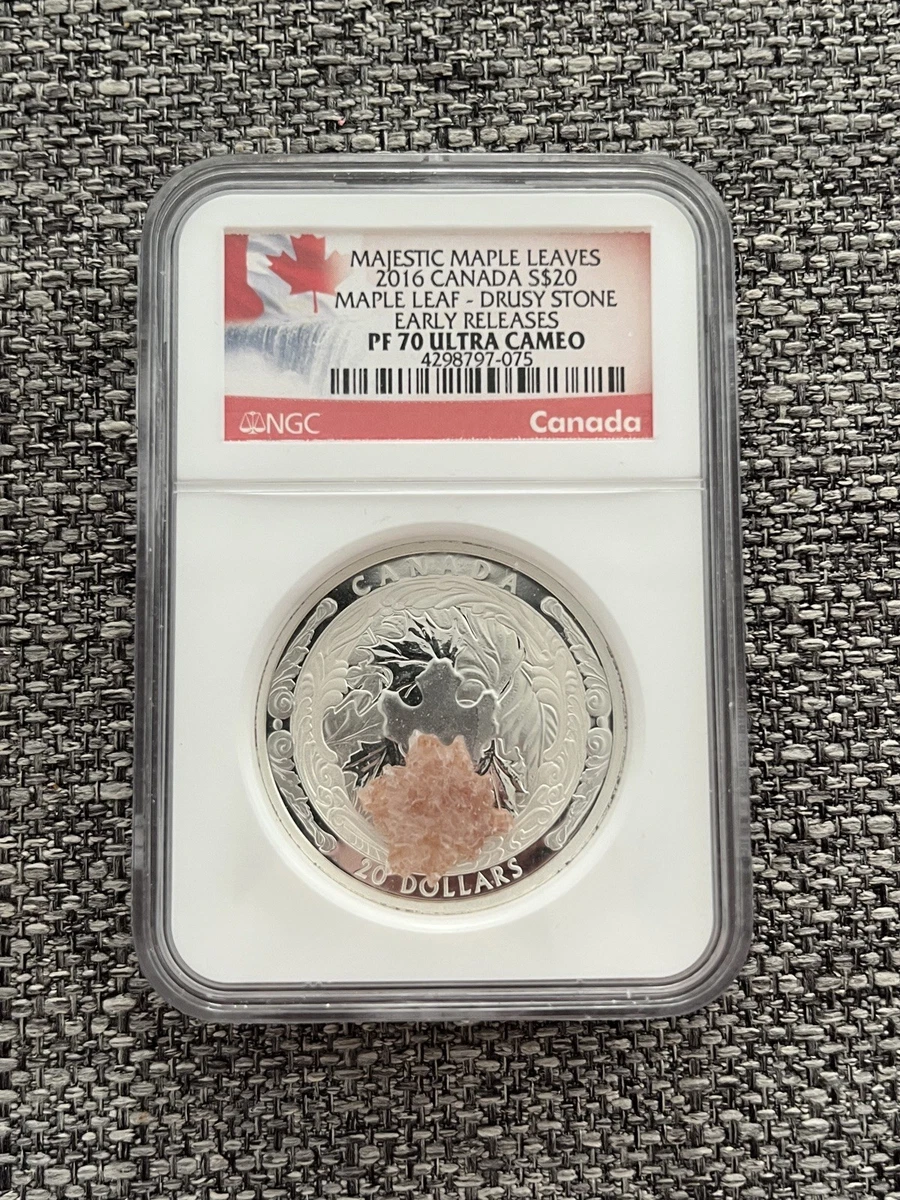 MAJESTIC MAPLE LEAVES
2016 CANADA S$20
MAPLE LEAF - DRUSY STONE
EARLY RELEASES
PF 70 ULTRA CAMEO
4298797-075
NGC
Canada
CANADA
20 DOLLARS